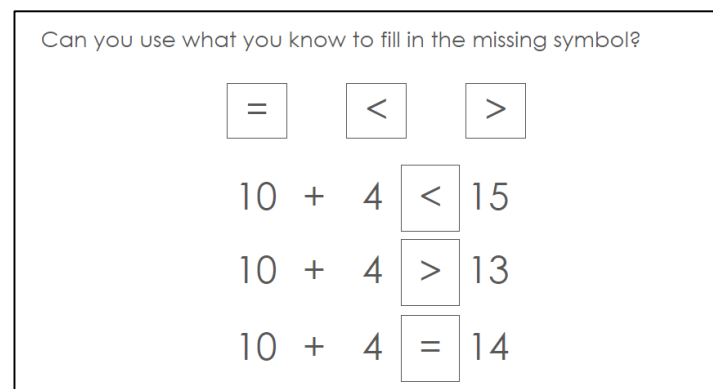 Can you use what you know to fill in the missing symbol?
= < >
10 + 4 < 15
10 + 4 > 13
10 + 4 = 14